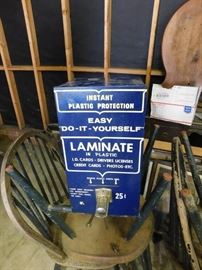 INSTANT
PLASTIC PROTECTION
EASY
"DO-IT-YOURSELF"
LAMINATE
IN PLASTIC
I.D. CARDS - DRIVERS LICENSES
CREDIT CARDS - PHOTOS-ETC.
25¢